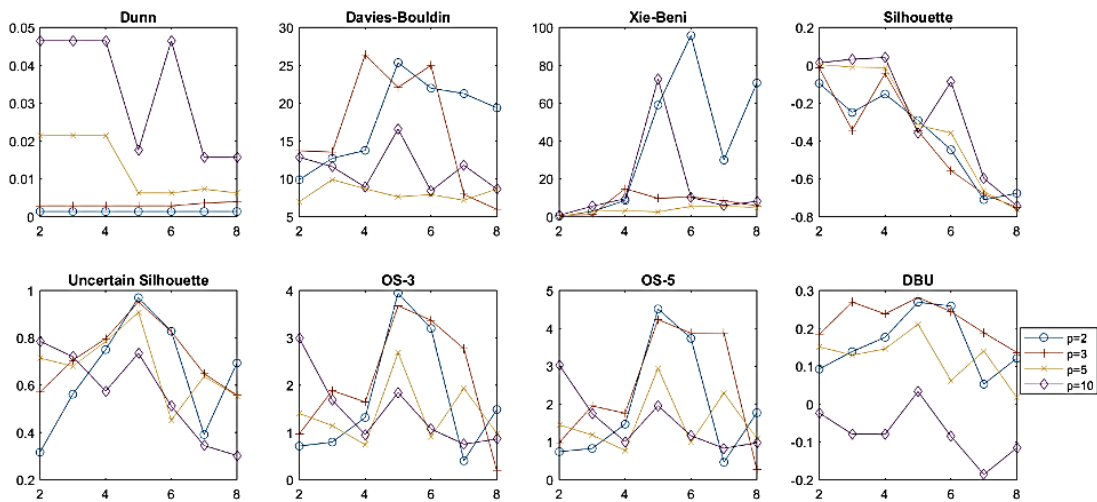 Dunn
0.05
0.04
0.03
0.02
0.01
0
2 4 6 8
Davies-Bouldin
30
25
20
15
10
5
2 4 6 8
Xie-Beni
100
80
60
40
20
0
2 4 6 8
Silhouette
0.2
0
-0.2
-0.4
-0.6
-0.8
2 4 6 8
Uncertain Silhouette
1
0.8
0.6
0.4
0.2
2 4 6 8
OS-3
4
3
2
1
0
2 4 6 8
OS-5
5
4
3
2
1
0
2 4 6 8
DBU
0.3
0.2
0.1
0
-0.1
-0.2
2 4 6 8
p=2
p=3
p=5
p=10